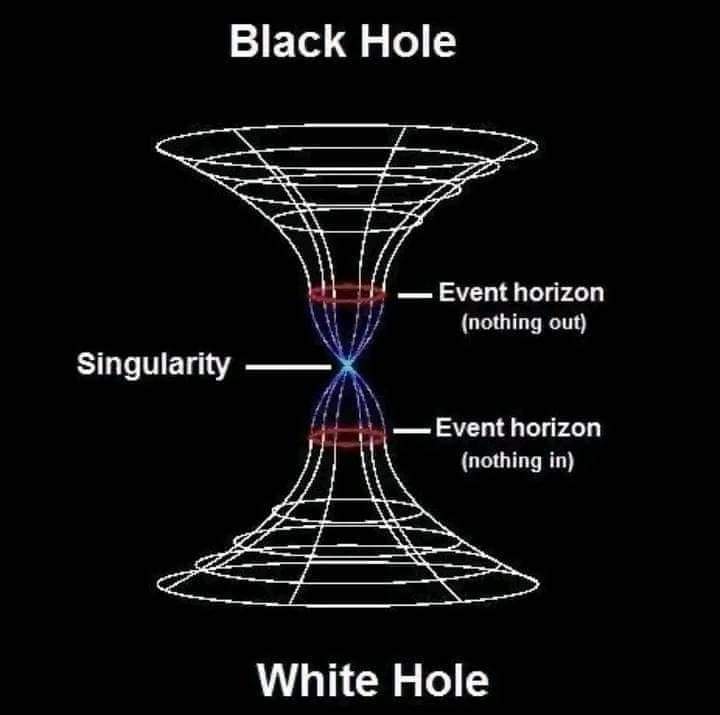 Black Hole
Event horizon
(nothing out)
Singularity
Event horizon
(nothing in)
White Hole